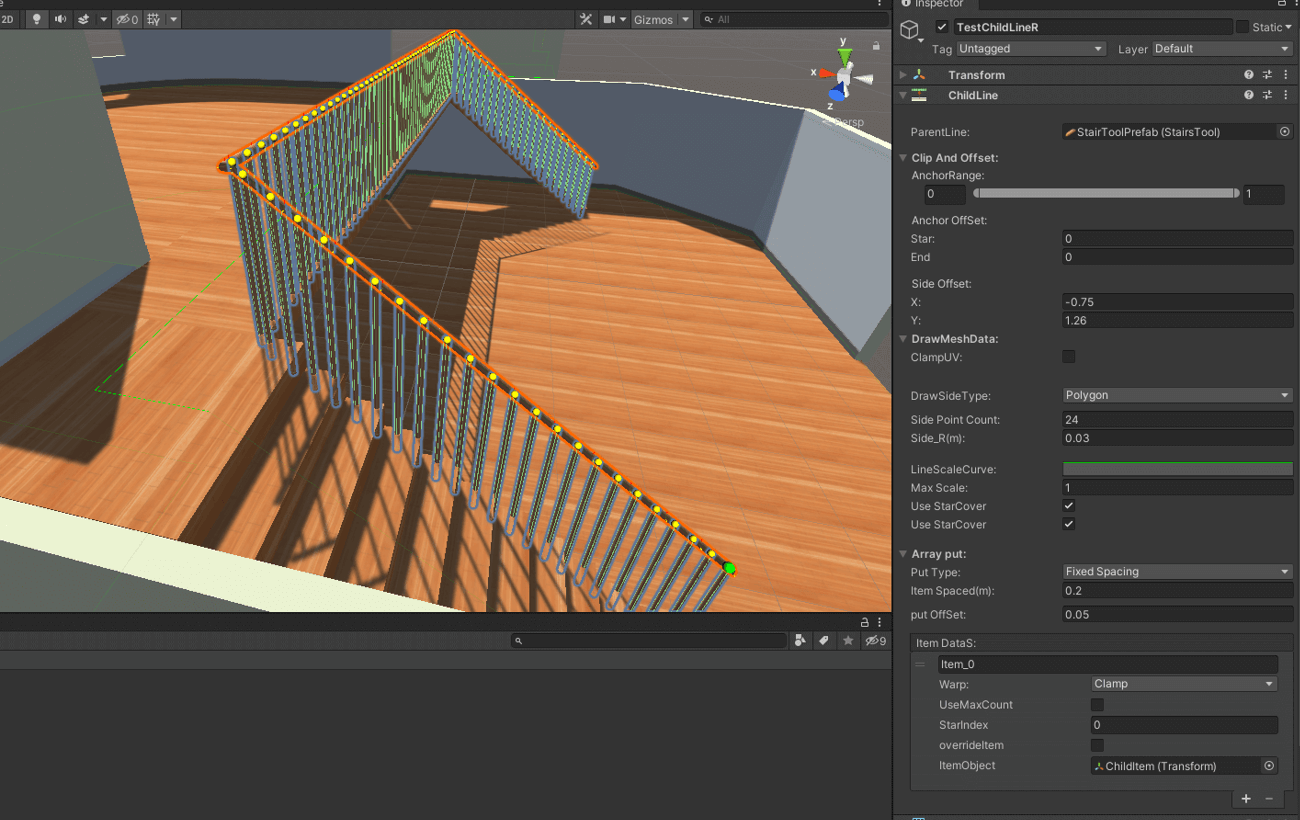 Inspector
2D
0
Gizmos
All
TestChildLineR
Static
Tag
Untagged
Layer
Default
Transform
ChildLine
y
x
z
Persp
ParentLine:
StairToolPrefab (StairsTool)
Clip And Offset:
AnchorRange:
0
1
Anchor OffSet:
Star:
0
End
0
Side Offset:
X:
-0.75
Y:
1.26
DrawMeshData:
ClampUV:
DrawSideType:
Polygon
Side Point Count:
24
Side_R(m):
0.03
LineScaleCurve:
Max Scale:
1
Use StarCover
Use StarCover
Array put:
Put Type:
Fixed Spacing
Item Spaced(m):
0.2
put OffSet:
0.05
9
Item DataS:
Item_0
Warp:
Clamp
UseMaxCount
StarIndex
0
overrideItem
ItemObject
ChildItem (Transform)